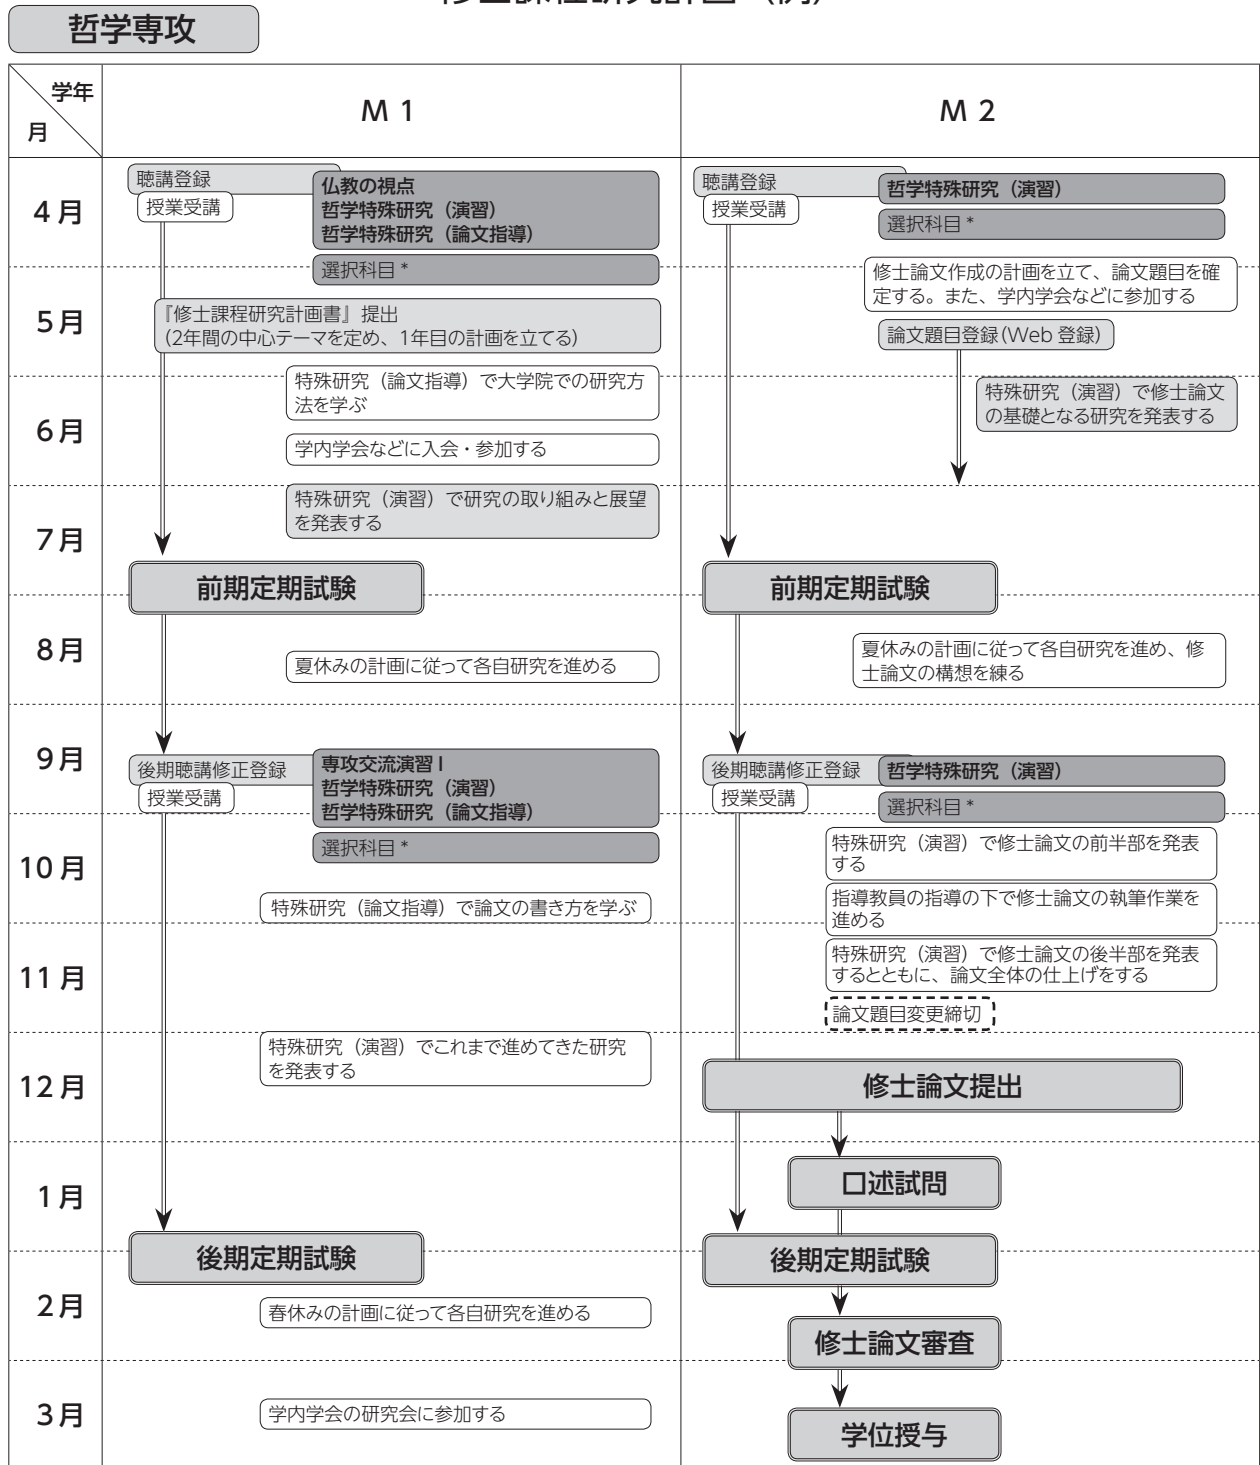 修士課程研究計画（例）
哲学専攻
学年
月
M 1
M 2
4月
聴講登録
授業受講
仏教の視点
哲学特殊研究（演習）
哲学特殊研究（論文指導）
選択科目*
聴講登録
授業受講
哲学特殊研究（演習）
選択科目*
修士論文作成の計画を立て、論文題目を確
定する。また、学内学会などに参加する
5月
『修士課程研究計画書』提出
(2年間の中心テーマを定め、1年目の計画を立てる)
論文題目登録(Web 登録)
特殊研究（論文指導）で大学院での研究方
法を学ぶ
特殊研究（演習）で修士論文
の基礎となる研究を発表する
6月
学内学会などに入会・参加する
特殊研究（演習）で研究の取り組みと展望
を発表する
7月
前期定期試験
前期定期試験
8月
夏休みの計画に従って各自研究を進める
夏休みの計画に従って各自研究を進め、修
士論文の構想を練る
9月
後期聴講修正登録
授業受講
専攻交流演習 I
哲学特殊研究（演習）
哲学特殊研究（論文指導）
選択科目*
後期聴講修正登録
授業受講
哲学特殊研究（演習）
選択科目*
10月
特殊研究（演習）で修士論文の前半部を発表
する
特殊研究（論文指導）で論文の書き方を学ぶ
指導教員の指導の下で修士論文の執筆作業を
進める
11月
特殊研究（演習）で修士論文の後半部を発表
するとともに、論文全体の仕上げをする
論文題目変更締切
12月
特殊研究（演習）でこれまで進めてきた研究
を発表する
修士論文提出
1月
口述試問
後期定期試験
後期定期試験
2月
春休みの計画に従って各自研究を進める
修士論文審査
3月
学内学会の研究会に参加する
学位授与